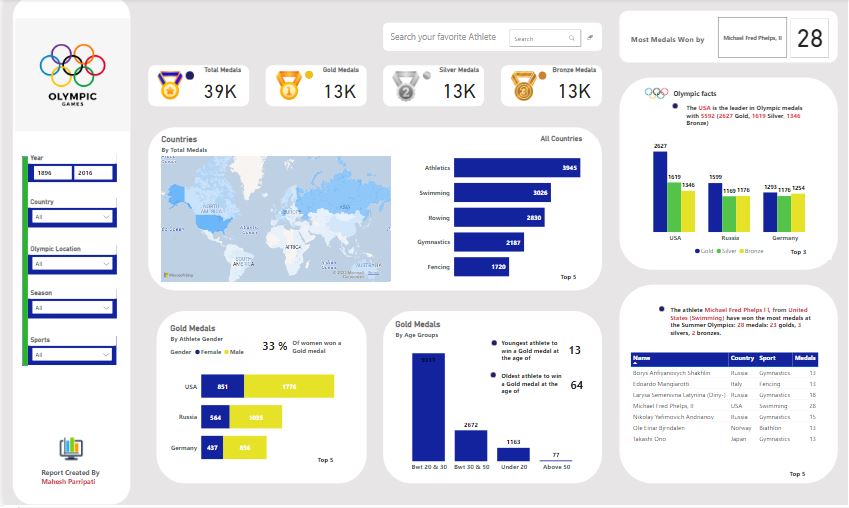 OLYMPIC
GAMES
Year
1896 2016
Country
All
Olympic Location
All
Season
All
Sports
All
Report Created By
Mahesh Parripati
Search your favorite Athlete
Search
Total Medals
39K
Gold Medals
13K
Silver Medals
13K
Bronze Medals
13K
Most Medals Won by
Michael Fred Phelps, II
28
Countries
By Total Medals
NORTH
AMERICA
EUROPE
ASIA
Atlantic
Ocean
AFRICA
SOUTH
AMERICA
AUSTRALIA
All Countries
Athletics 3945
Swimming 3026
Rowing 2830
Gymnastics 2187
Fencing 1720
Top 5
Olympic facts
The USA is the leader in Olympic medals
with 5592 (2627 Gold, 1619 Silver, 1346
Bronze)
2627 1619 1346
1599 1169 1176
1293 1176 1254
USA Russia Germany
Gold Silver Bronze
Top 3
Gold Medals
By Athlete Gender
Gender Female Male
33 % Of women won a
Gold medal
USA 851 1776
Russia 564 1035
Germany 437 856
Top 5
Gold Medals
By Age Groups
Youngest athlete to
win a Gold medal at
the age of
13
Oldest athlete to win
a Gold medal at the
age of
64
2672
1163
77
Bwt 20 & 30 Bwt 30 & 50 Under 20 Above 50
The athlete Michael Fred Phelps I I, from United
States (Swimming) have won the most medals at
the Summer Olympics: 28 medals: 23 golds, 3
silvers, 2 bronzes.
Name Country Sport Medals
Borys Anfiyanovych Shakhlin Russia Gymnastics 13
Edoardo Mangiarotti Italy Fencing 13
Larysa Semenivna Latynina (Diriy-) Russia Gymnastics 18
Michael Fred Phelps, II USA Swimming 28
Nikolay Yefimovich Andrianov Russia Gymnastics 15
Ole Einar Bjrndalen Norway Biathlon 13
Takashi Ono Japan Gymnastics 13
Top 5